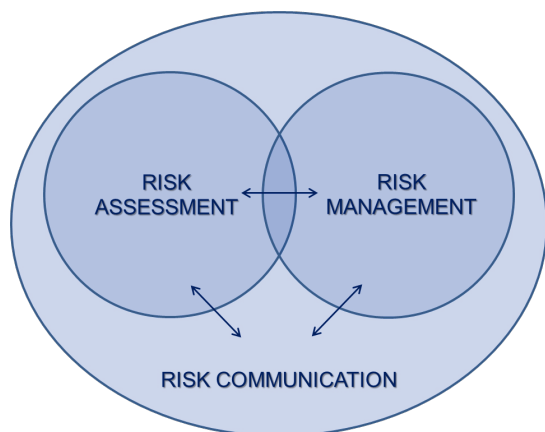 RISK
ASSESSMENT
RISK
MANAGEMENT
RISK COMMUNICATION